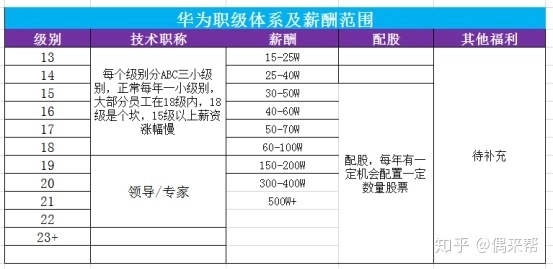 华为职级体系及薪酬范围
级别 技术职称 薪酬 配股 其他福利
13 15-25W
14 25-40W
15 30-50W
16 40-60W
17 50-70W
18 60-100W
19 150-200W
20 300-400W
21 500W+
22
23+
每个级别分ABC三小级
别，正常每年一小级别，
大部分员工在18级内，18
级是个坎，15级以上薪资
涨幅慢
领导/专家
配股，每年有一
定机会配置一定
数量股票
待补充
知乎 @偶来帮